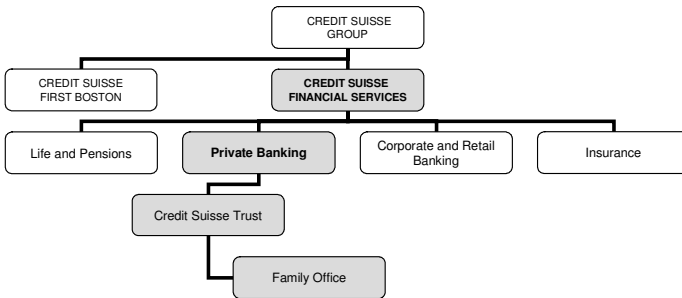 CREDIT SUISSE
GROUP
CREDIT SUISSE
FIRST BOSTON
CREDIT SUISSE
FINANCIAL SERVICES
Life and Pensions
Private Banking
Corporate and Retail
Banking
Insurance
Credit Suisse Trust
Family Office